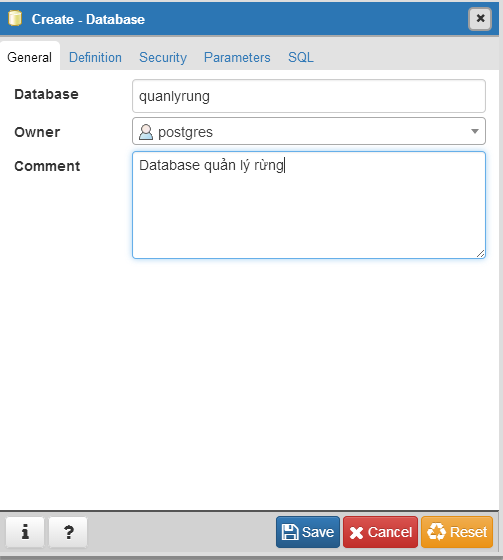 Create - Database
General Definition Security Parameters SQL
Database quanlyrung
Owner postgres
Comment Database quản lý rừng
i ? Save Cancel Reset